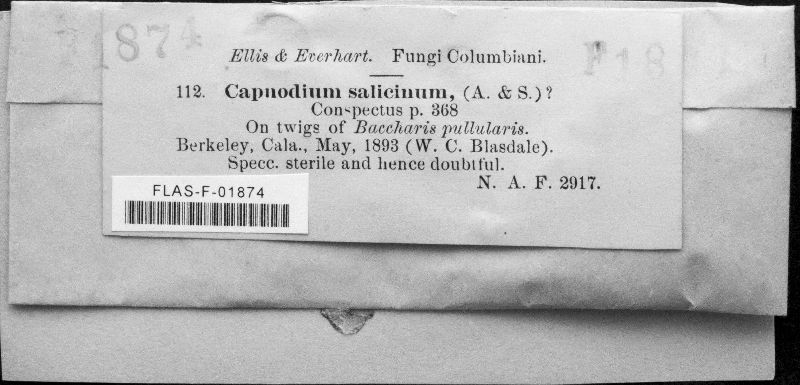 1874
F18
Ellis & Everhart. Fungi Columbiani.
112. Capnodium salicinum, (A. & S.)?
Conspectus p. 368
On twigs of Baccharis pullularis.
Berkeley, Cala., May, 1893 (W. C. Blasdale).
Specc. sterile and hence doubtful.
N. A. F. 2917.
FLAS-F-01874